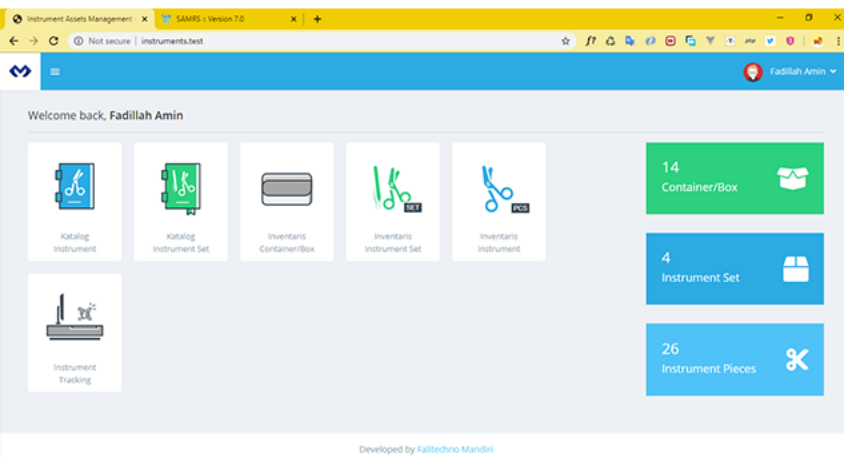 Instrument Assets Management
SAMRS :: Version 7.0
Not secure | instruments.test
Fadillah Amin
Welcome back, Fadillah Amin
Katalog
Instrument
Katalog
Instrument Set
Inventaris
Container/Box
SET
Inventaris
Instrument Set
PCS
Inventaris
Instrument
Instrument
Tracking
14
Container/Box
4
Instrument Set
26
Instrument Pieces
Developed by Falitechno Mandiri